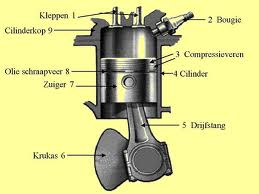 Kleppen 1
2 Bougie
Cilinderkop 9
3 Compressieveren
Olie schraapveer 8
4 Cilinder
Zuiger 7
5 Drijfstang
Krukas 6